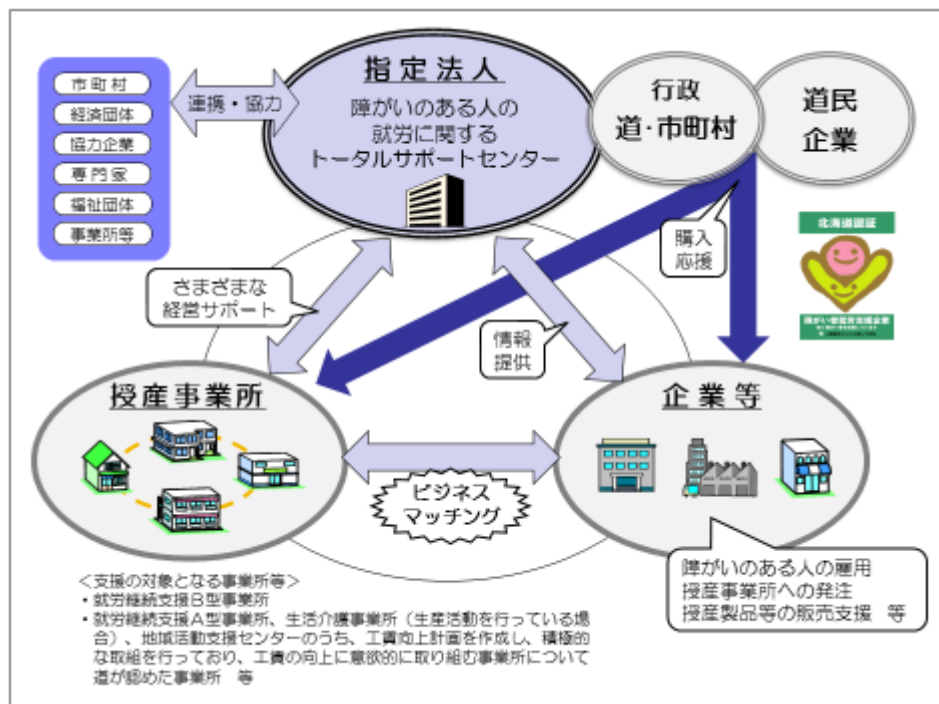 指定法人
障がいのある人の
就労に関する
トータルサポートセンター
行政
道・市町村
道民
企業
市町村
経済団体
協力企業
専門家
福祉団体
事業所等
連携・協力
購入
応援
北海道認証
障がい者就労支援企業
さまざまな
経営サポート
情報
提供
授産事業所
企業等
ビジネス
マッチング
障がいのある人の雇用
授産事業所への発注
授産製品等の販売支援 等
<支援の対象となる事業所等>
・就労継続支援B型事業所
・就労継続支援A型事業所、生活介護事業所(生産活動を行っている場
合)、地域活動支援センターのうち、工賃向上計画を作成し、積極的
な取組を行っており、工賃の向上に意欲的に取り組む事業所について
道が認めた事業所 等